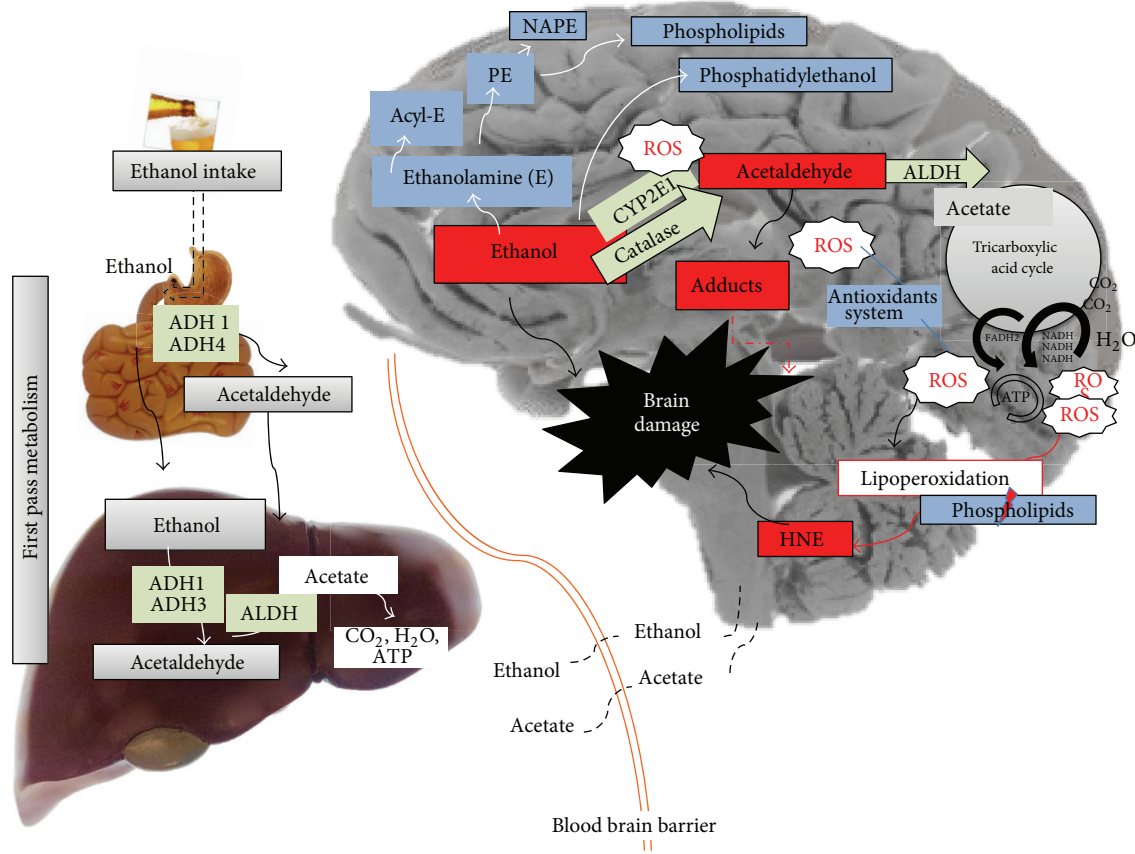 Ethanol intake
Ethanol
ADH 1
ADH4
Acetaldehyde
First pass metabolism
Ethanol
ADH1
ADH3
ALDH
Acetate
CO₂, H₂O,
ATP
Acetaldehyde
NAPE
Phospholipids
PE
Phosphatidylethanol
Acyl-E
Ethanolamine (E)
ROS
CYP2E1
Catalase
Ethanol
Acetaldehyde
ALDH
Acetate
Tricarboxylic
acid cycle
ROS
Adducts
Antioxidants
system
CO₂
CO₂
H₂O
FADH2
NADH
NADH
NADH
ATP
ROS
RO
S
ROS
Brain
damage
Lipoperoxidation
Phospholipids
HNE
Ethanol
Ethanol
Acetate
Acetate
Blood brain barrier